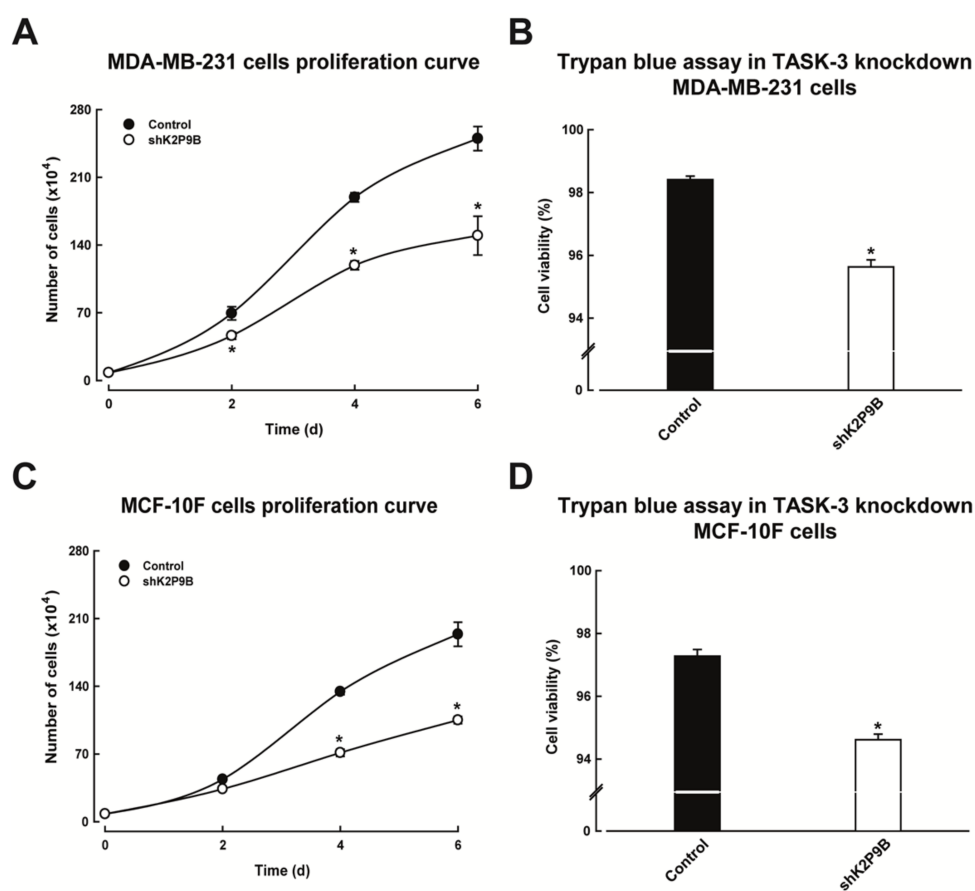 A
MDA-MB-231 cells proliferation curve
280
210
140
70
0
Number of cells (x10⁴)
Control
shK2P9B
*
*
*
0 2 4 6
Time (d)
B
Trypan blue assay in TASK-3 knockdown
MDA-MB-231 cells
100
98
96
94
0
Cell viability (%)
*
Control
shK2P9B
C
MCF-10F cells proliferation curve
280
210
140
70
0
Number of cells (x10⁴)
Control
shK2P9B
*
*
0 2 4 6
Time (d)
D
Trypan blue assay in TASK-3 knockdown
MCF-10F cells
100
98
96
94
0
Cell viability (%)
*
Control
shK2P9B